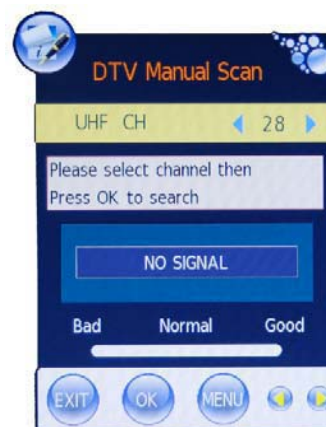 DTV Manual Scan
UHF CH 28
Please select channel then
Press OK to search
NO SIGNAL
Bad Normal Good
EXIT OK MENU